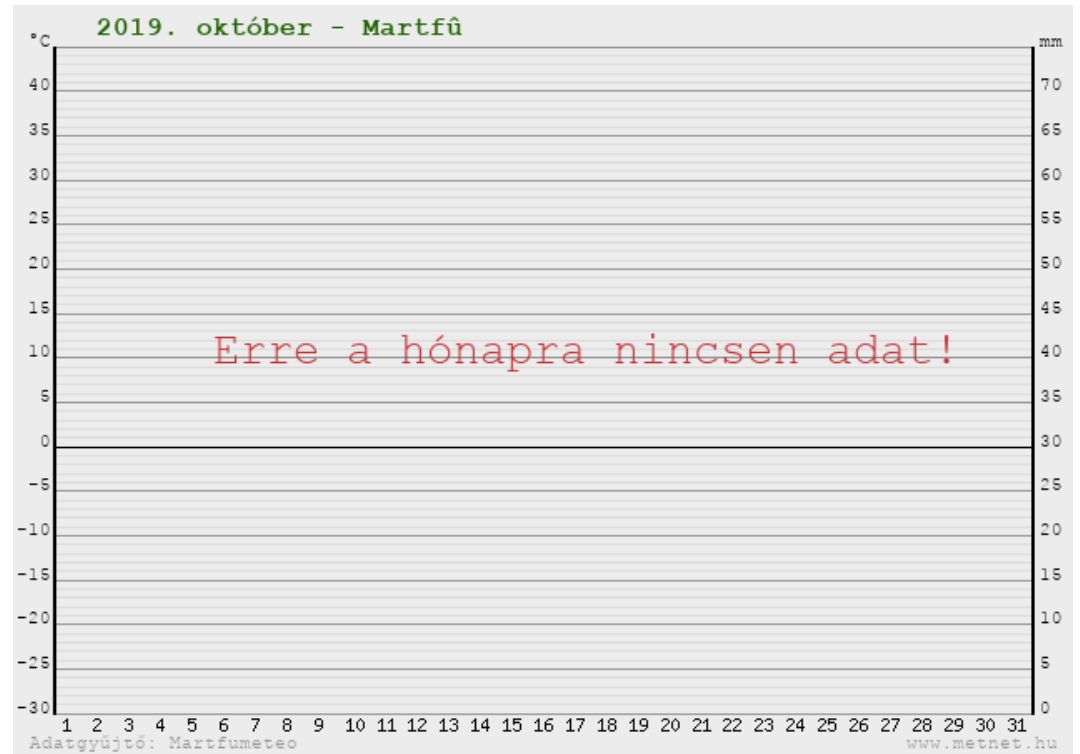 2019. október - Martfû
°C
mm
40 70
35 65
30 60
25 55
20 50
15 45
Erre a hónapra nincsen adat!
10 40
5 35
0 30
-5 25
-10 20
-15 15
-20 10
-25 5
-30 0
1 2 3 4 5 6 7 8 9 10 11 12 13 14 15 16 17 18 19 20 21 22 23 24 25 26 27 28 29 30 31
Adatgyűjtő: Martfumeteo www.metnet.hu